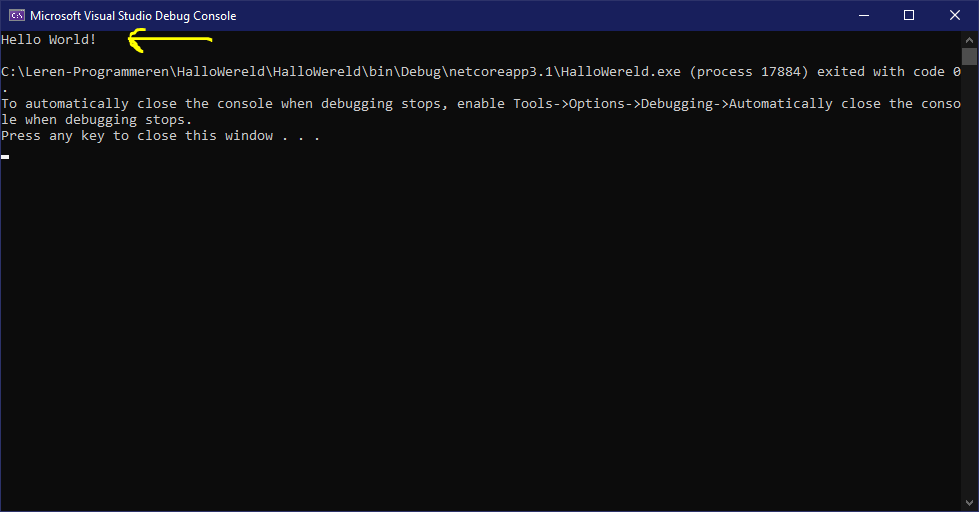 Microsoft Visual Studio Debug Console
Hello World!
C:\Leren-Programmeren\HalloWereld\HalloWereld\bin\Debug\netcoreapp3.1\HalloWereld.exe (process 17884) exited with code 0
.
To automatically close the console when debugging stops, enable Tools->Options->Debugging->Automatically close the conso
le when debugging stops.
Press any key to close this window . . .